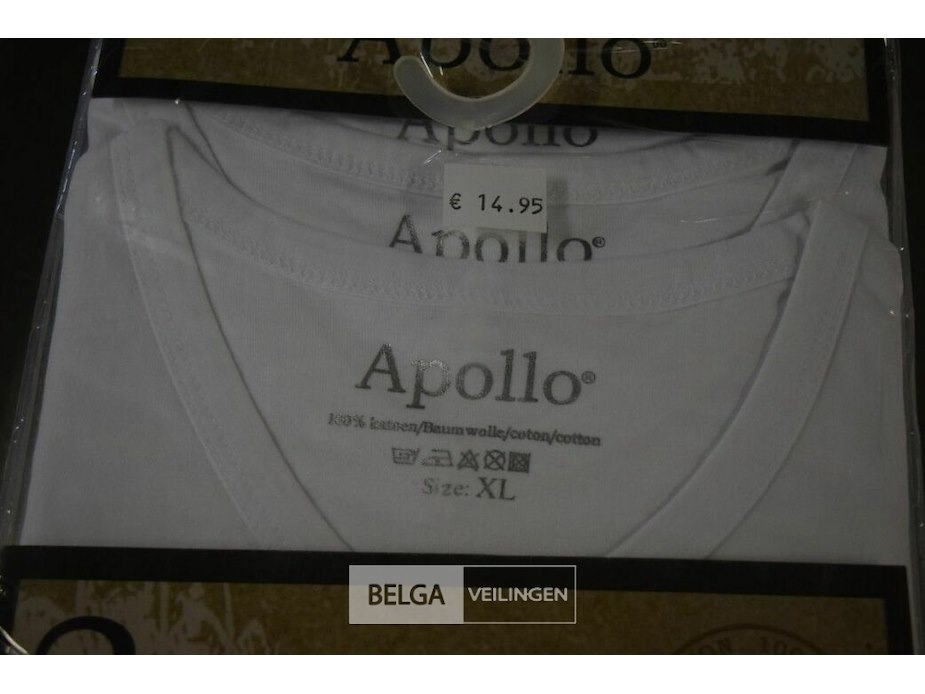 Apollo®
Apollo
€ 14.95
Apollo®
Apollo®
100% katoen/Baumwolle/coton/cotton
Size: XL
BELGA VEILINGEN